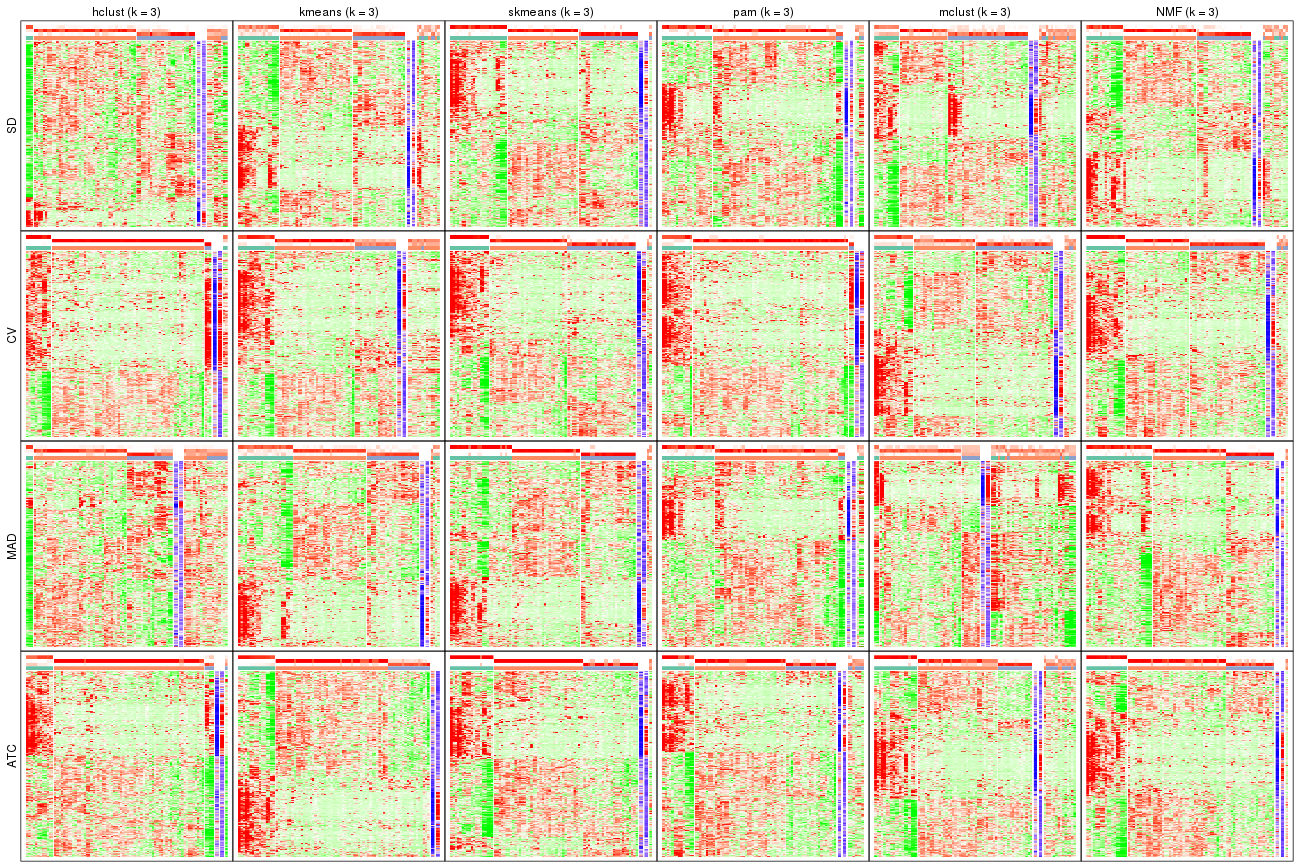 hclust (k = 3) kmeans (k = 3) skmeans (k = 3) pam (k = 3) mclust (k = 3) NMF (k = 3)
SD
CV
MAD
ATC